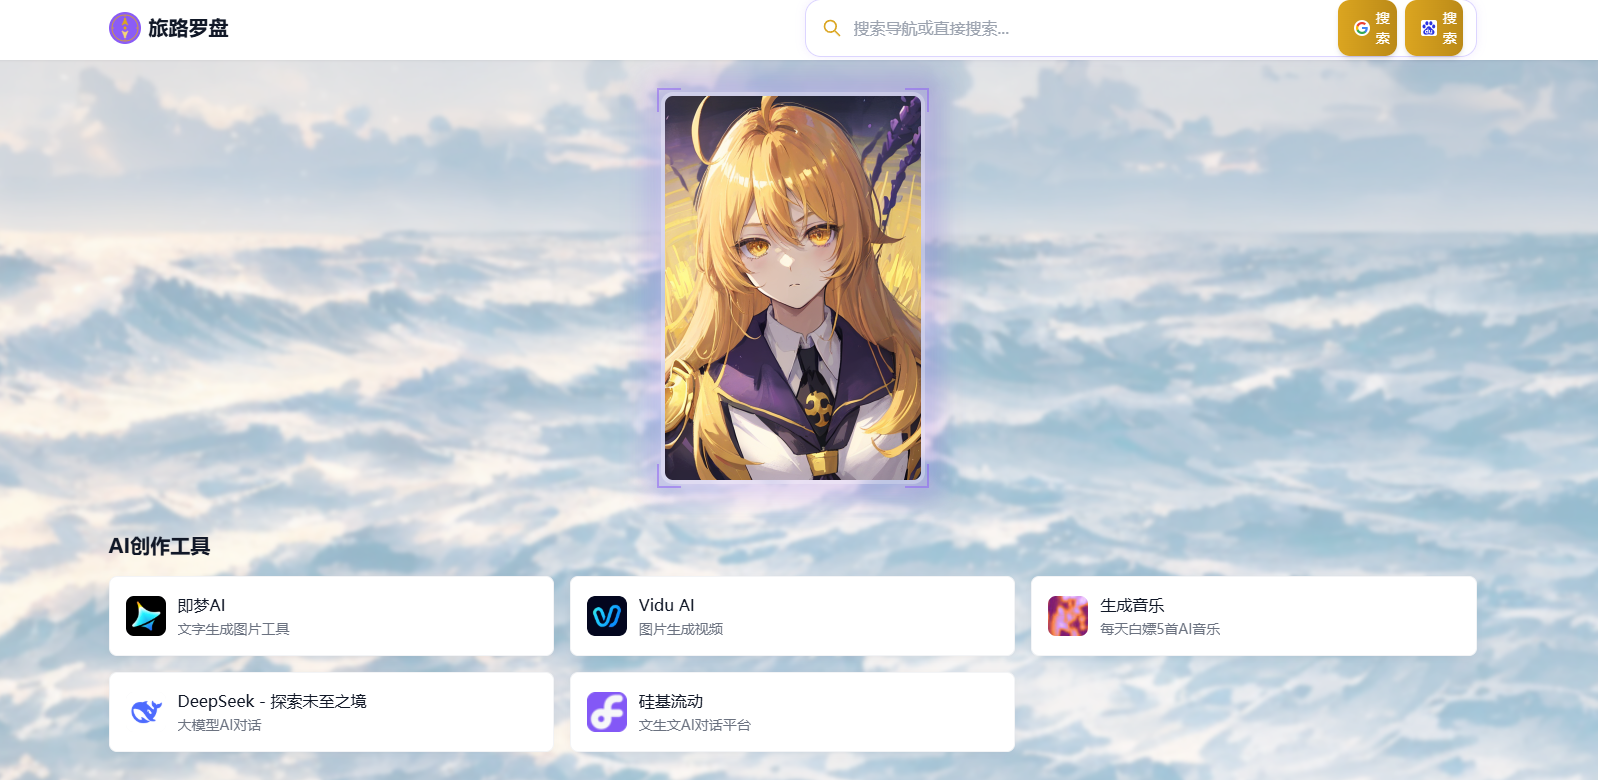 旅路罗盘
搜索导航或直接搜索...
搜
索
搜
索
AI创作工具
即梦AI
文字生成图片工具
Vidu AI
图片生成视频
生成音乐
每天白嫖5首AI音乐
DeepSeek - 探索未至之境
大模型AI对话
硅基流动
文生文AI对话平台